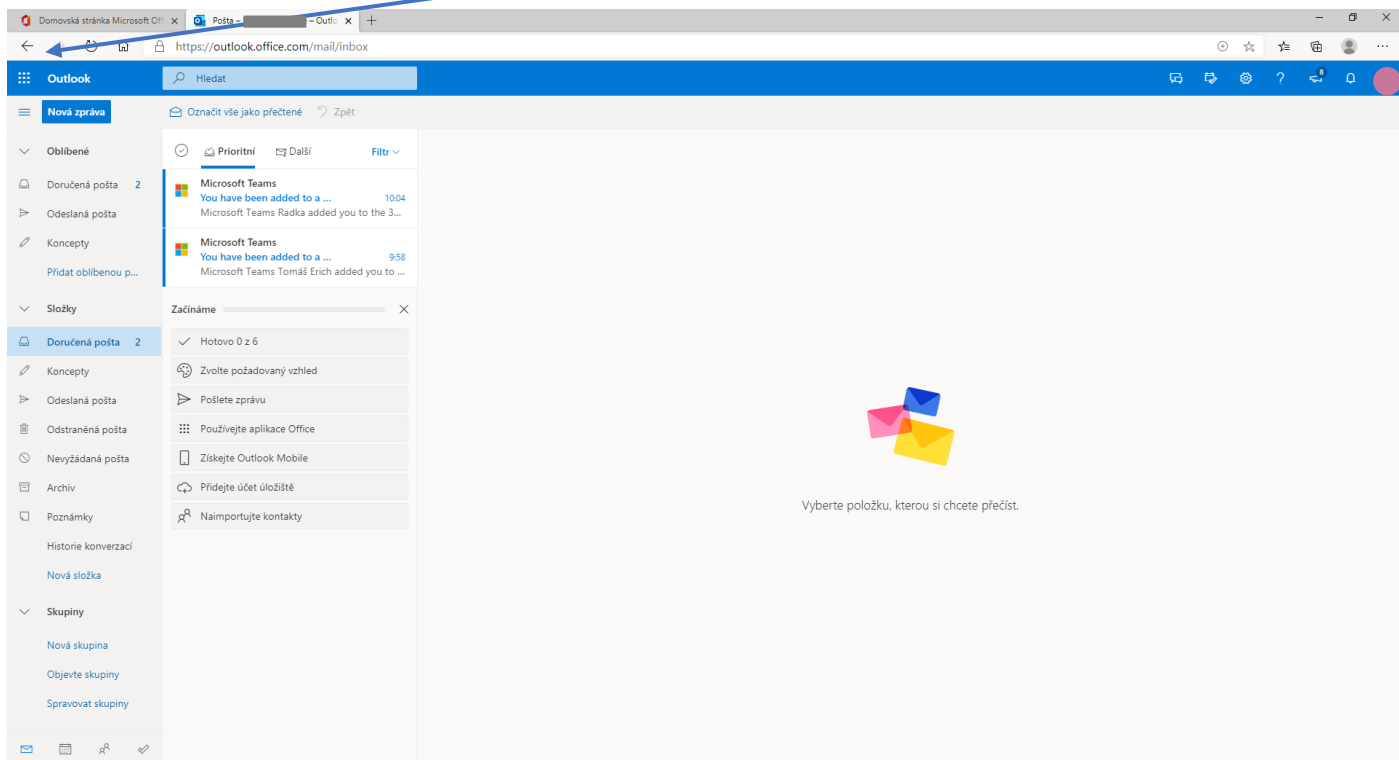 Domovská stránka Microsoft Offi
Pošta –
– Outlo
https://outlook.office.com/mail/inbox
Outlook
Hledat
8
Nová zpráva
Označit vše jako přečtené
Zpět
Oblíbené
Doručená pošta 2
Odeslaná pošta
Koncepty
Přidat oblíbenou p...
Složky
Doručená pošta 2
Koncepty
Odeslaná pošta
Odstraněná pošta
Nevyžádaná pošta
Archiv
Poznámky
Historie konverzací
Nová složka
Skupiny
Nová skupina
Objevte skupiny
Spravovat skupiny
Prioritní
Další
Filtr
Microsoft Teams
You have been added to a ... 10:04
Microsoft Teams Radka added you to the 3...
Microsoft Teams
You have been added to a ... 9:58
Microsoft Teams Tomáš Erich added you to ...
Začínáme
Hotovo 0 z 6
Zvolte požadovaný vzhled
Pošlete zprávu
Používejte aplikace Office
Získejte Outlook Mobile
Přidejte účet úložiště
Naimportujte kontakty
Vyberte položku, kterou si chcete přečíst.